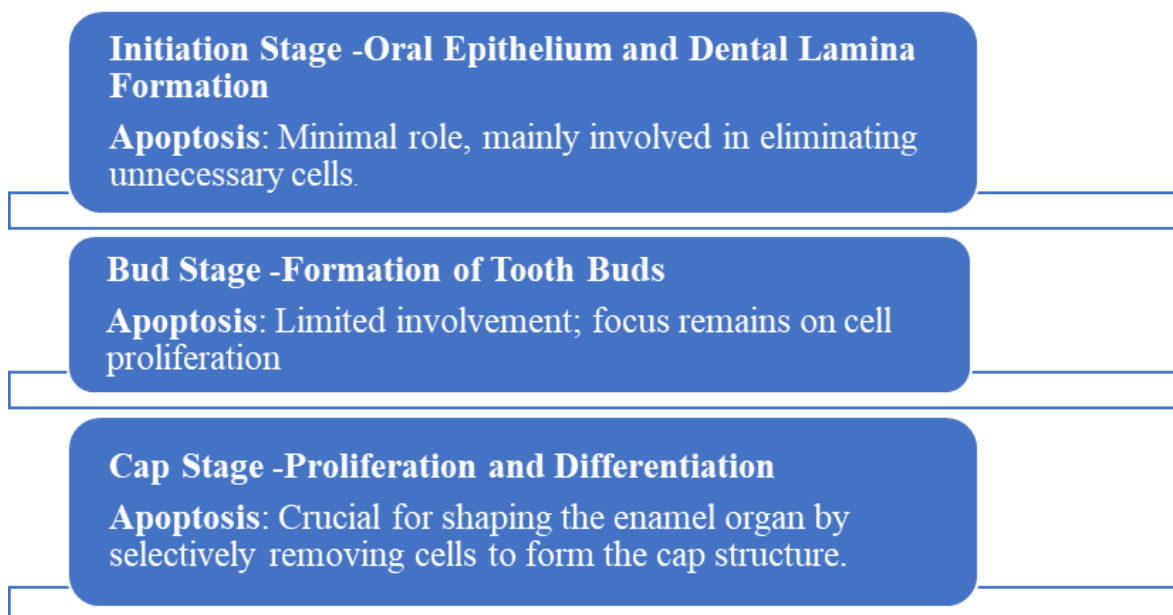 Initiation Stage -Oral Epithelium and Dental Lamina
Formation
Apoptosis: Minimal role, mainly involved in eliminating
unnecessary cells.
Bud Stage -Formation of Tooth Buds
Apoptosis: Limited involvement; focus remains on cell
proliferation
Cap Stage -Proliferation and Differentiation
Apoptosis: Crucial for shaping the enamel organ by
selectively removing cells to form the cap structure.